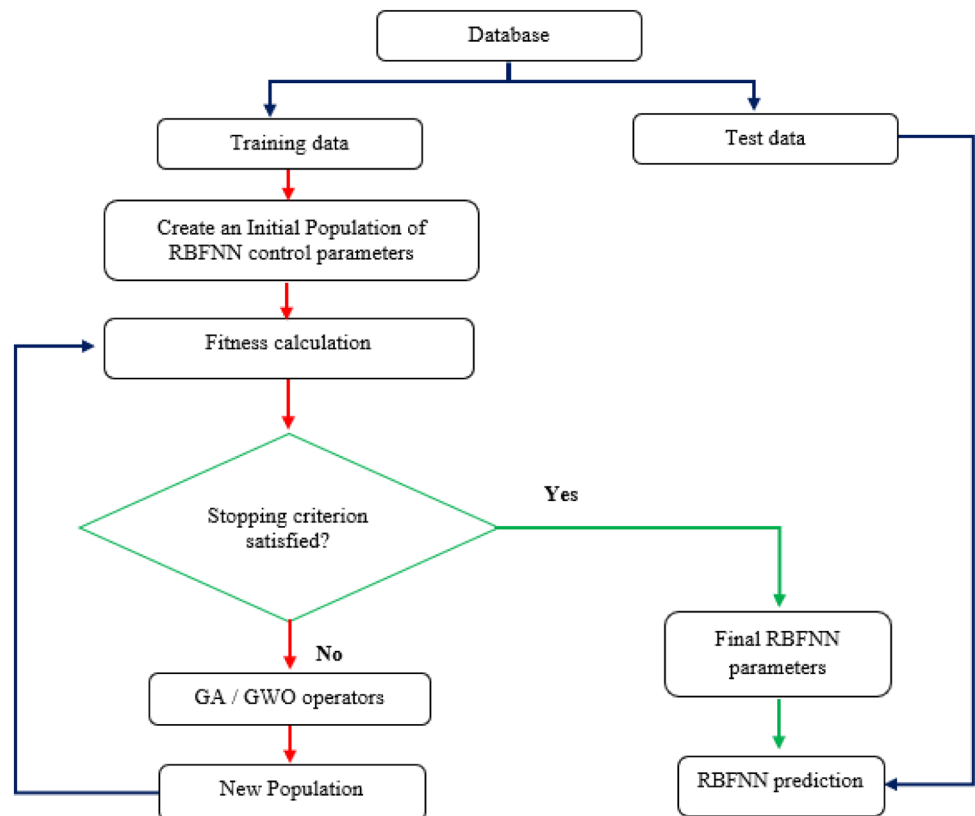 Database
Training data
Test data
Create an Initial Population of
RBFNN control parameters
Fitness calculation
Stopping criterion
satisfied?
Yes
No
Final RBFNN
parameters
GA / GWO operators
New Population
RBFNN prediction